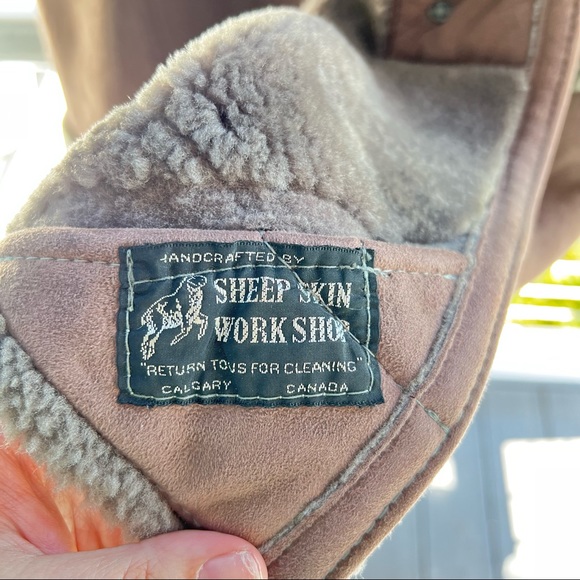 HANDCRAFTED BY
SHEEP SKIN
WORK SHOP
"RETURN TO US FOR CLEANING"
CALGARY CANADA